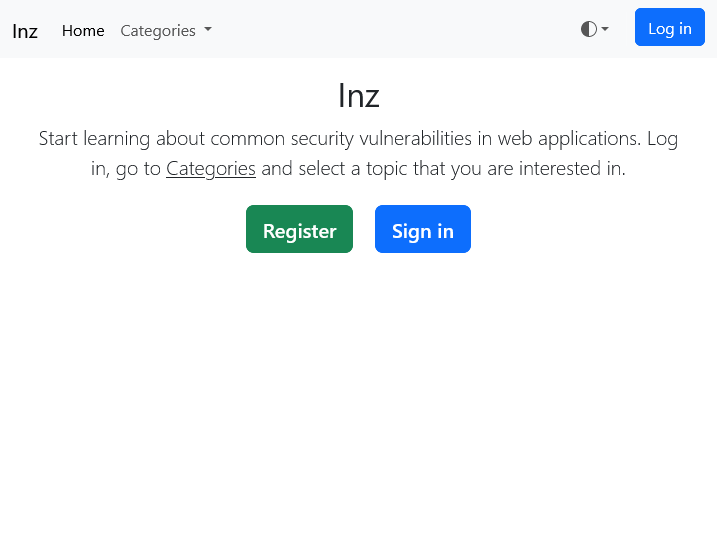 Inz Home Categories Log in
Inz
Start learning about common security vulnerabilities in web applications. Log
in, go to Categories and select a topic that you are interested in.
Register Sign in